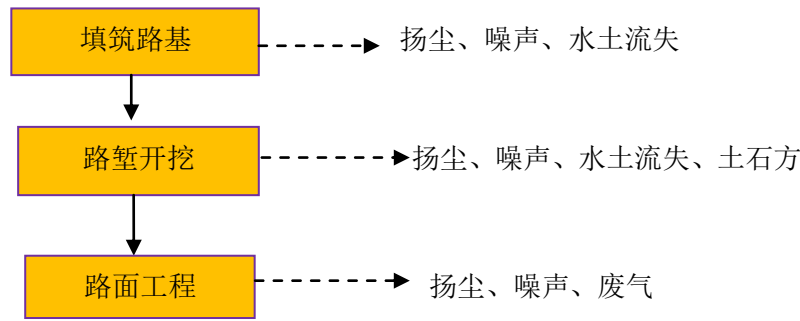 填筑路基 扬尘、噪声、水土流失
路堑开挖 扬尘、噪声、水土流失、土石方
路面工程 扬尘、噪声、废气